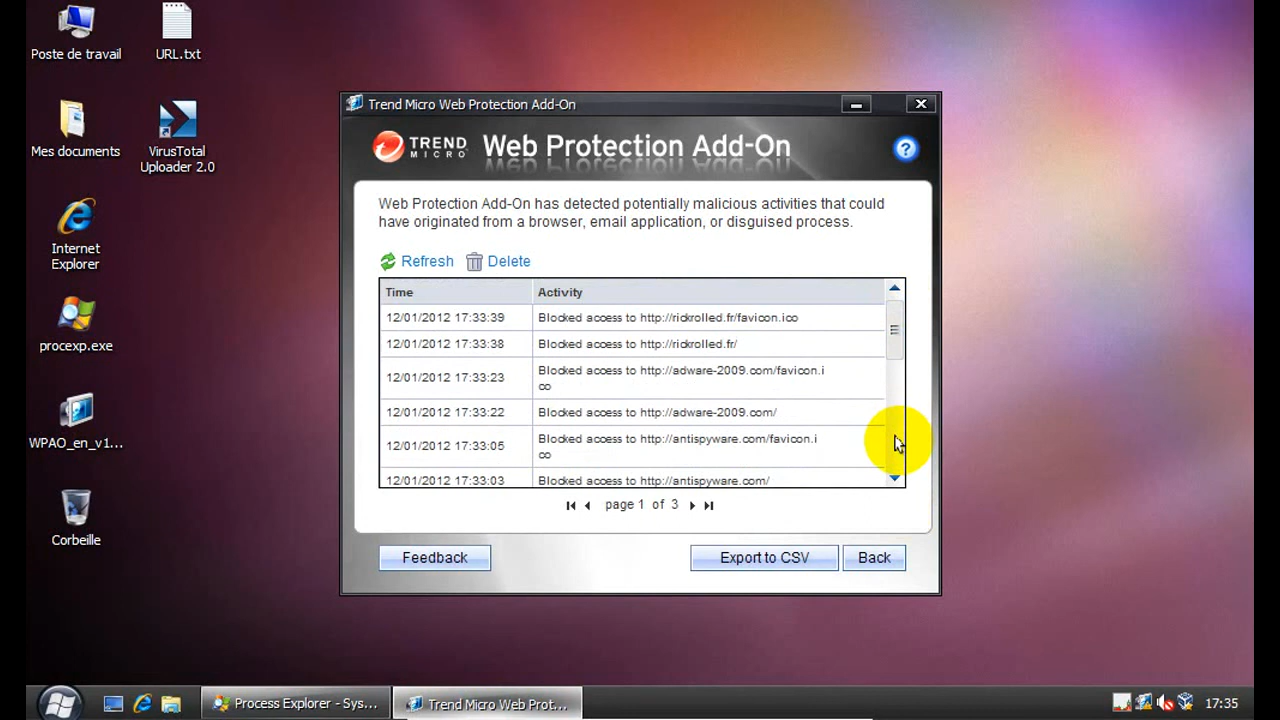 Poste de travail
URL.txt
Mes documents
VirusTotal
Uploader 2.0
Internet
Explorer
procexp.exe
WPAO_en_v1...
Corbeille
Trend Micro Web Protection Add-On
TREND
MICRO
Web Protection Add-On
?
Web Protection Add-On has detected potentially malicious activities that could
have originated from a browser, email application, or disguised process.
Refresh Delete
Time Activity
12/01/2012 17:33:39 Blocked access to http://rickrolled.fr/favicon.ico
12/01/2012 17:33:38 Blocked access to http://rickrolled.fr/
12/01/2012 17:33:23 Blocked access to http://adware-2009.com/favicon.i
co
12/01/2012 17:33:22 Blocked access to http://adware-2009.com/
12/01/2012 17:33:05 Blocked access to http://antispyware.com/favicon.i
co
12/01/2012 17:33:03 Blocked access to http://antispyware.com/
page 1 of 3
Feedback Export to CSV Back
Process Explorer - Sys... Trend Micro Web Prot... 17:35